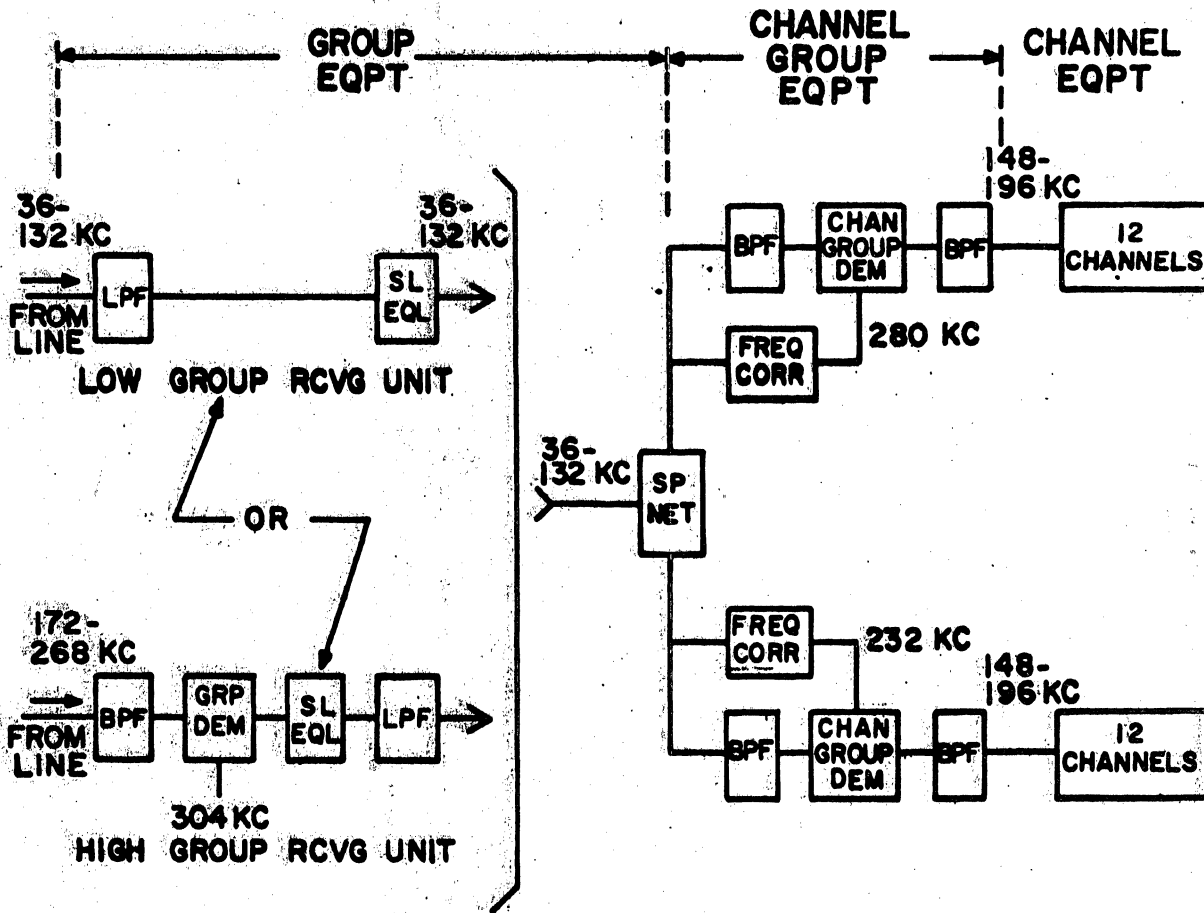 GROUP
EQPT
CHANNEL
GROUP
EQPT
CHANNEL
EQPT
36-
132 KC
FROM
LINE
LPF
SL
EQL
36-
132 KC
LOW GROUP RCVG UNIT
OR
172-
268 KC
FROM
LINE
BPF
GRP
DEM
SL
EQL
LPF
304 KC
HIGH GROUP RCVG UNIT
36-
132 KC
SP
NET
BPF
CHAN
GROUP
DEM
BPF
148-
196 KC
12
CHANNELS
FREQ
CORR
280 KC
FREQ
CORR
232 KC
BPF
CHAN
GROUP
DEM
BPF
148-
196 KC
12
CHANNELS